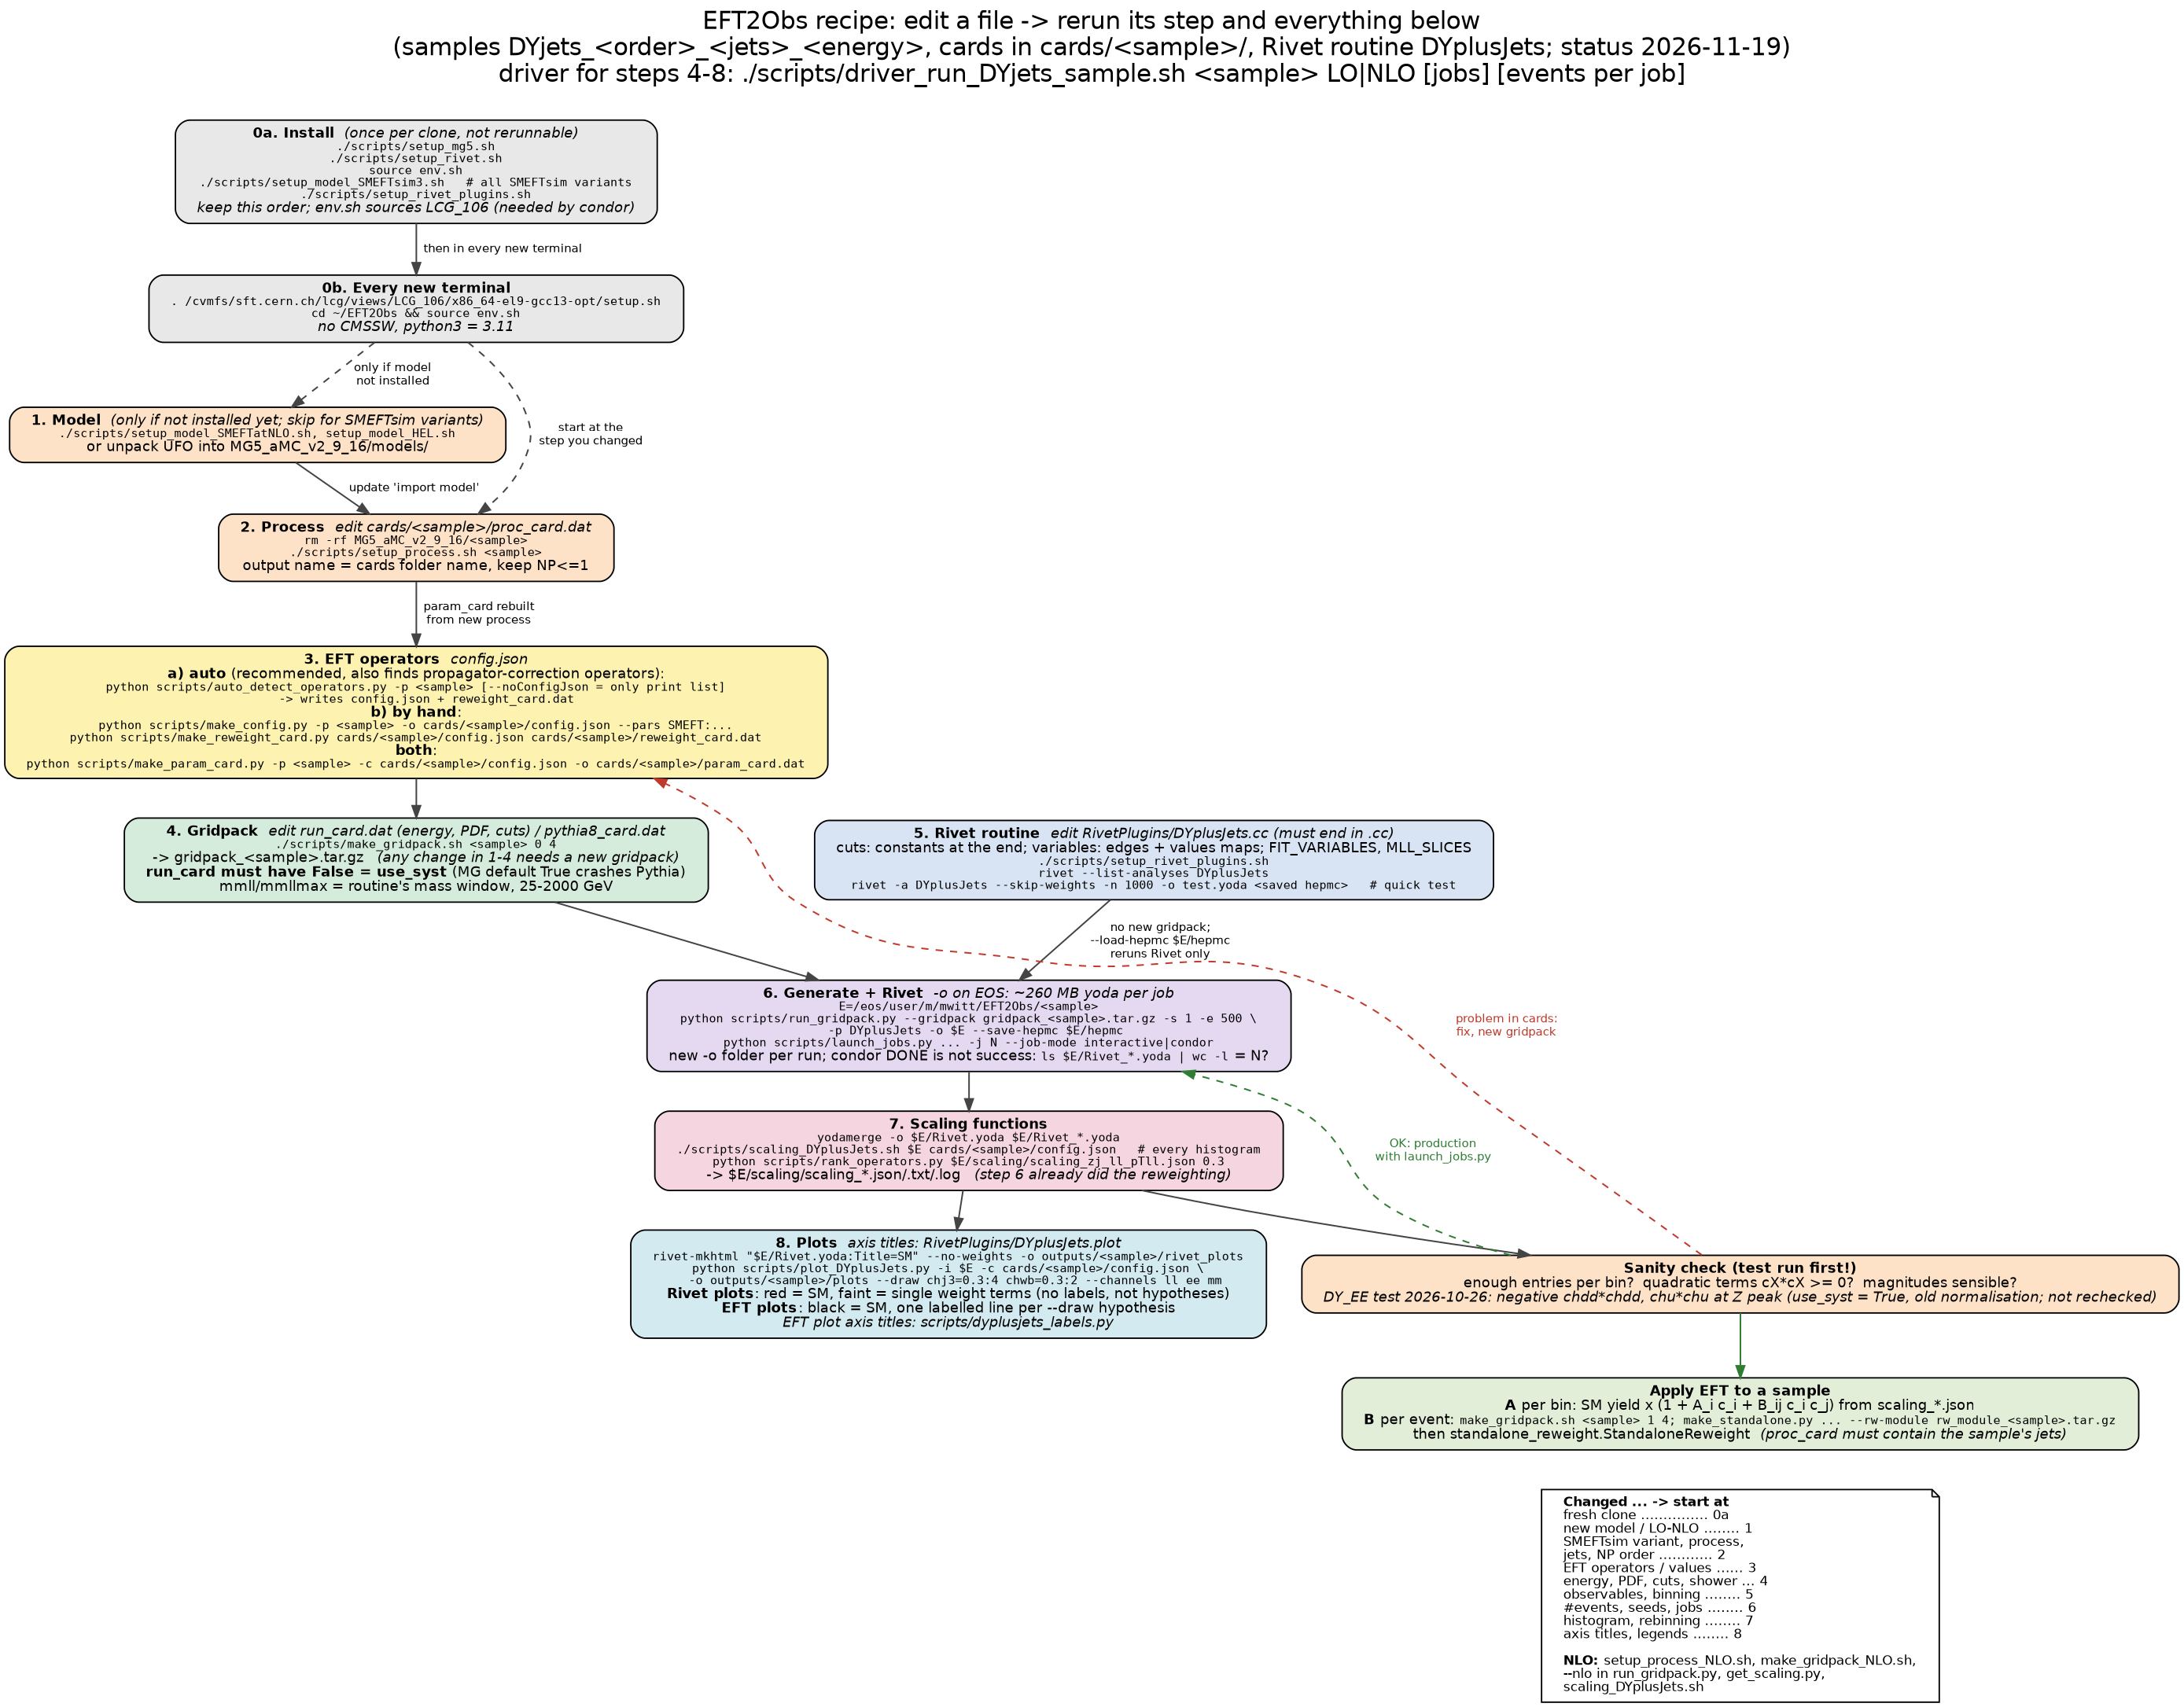 EFT2Obs recipe: edit a file -> rerun its step and everything below
(samples DYjets_<order>_<jets>_<energy>, cards in cards/<sample>/, Rivet routine DYplusJets; status 2026-11-19)
driver for steps 4-8: ./scripts/driver_run_DYjets_sample.sh <sample> LO|NLO [jobs] [events per job]
0a. Install (once per clone, not rerunnable)
./scripts/setup_mg5.sh
./scripts/setup_rivet.sh
source env.sh
./scripts/setup_model_SMEFTsim3.sh   # all SMEFTsim variants
./scripts/setup_rivet_plugins.sh
keep this order; env.sh sources LCG_106 (needed by condor)
then in every new terminal
0b. Every new terminal
. /cvmfs/sft.cern.ch/lcg/views/LCG_106/x86_64-el9-gcc13-opt/setup.sh
cd ~/EFT2Obs && source env.sh
no CMSSW, python3 = 3.11
only if model
not installed
start at the
step you changed
1. Model (only if not installed yet; skip for SMEFTsim variants)
./scripts/setup_model_SMEFTatNLO.sh, setup_model_HEL.sh
or unpack UFO into MG5_aMC_v2_9_16/models/
update 'import model'
2. Process edit cards/<sample>/proc_card.dat
rm -rf MG5_aMC_v2_9_16/<sample>
./scripts/setup_process.sh <sample>
output name = cards folder name, keep NP<=1
param_card rebuilt
from new process
3. EFT operators config.json
a) auto (recommended, also finds propagator-correction operators):
python scripts/auto_detect_operators.py -p <sample> [--noConfigJson = only print list]
-> writes config.json + reweight_card.dat
b) by hand:
python scripts/make_config.py -p <sample> -o cards/<sample>/config.json --pars SMEFT:...
python scripts/make_reweight_card.py cards/<sample>/config.json cards/<sample>/reweight_card.dat
both:
python scripts/make_param_card.py -p <sample> -c cards/<sample>/config.json -o cards/<sample>/param_card.dat
4. Gridpack edit run_card.dat (energy, PDF, cuts) / pythia8_card.dat
./scripts/make_gridpack.sh <sample> 0 4
-> gridpack_<sample>.tar.gz (any change in 1-4 needs a new gridpack)
run_card must have False = use_syst (MG default True crashes Pythia)
mmll/mmllmax = routine's mass window, 25-2000 GeV
5. Rivet routine edit RivetPlugins/DYplusJets.cc (must end in .cc)
cuts: constants at the end; variables: edges + values maps; FIT_VARIABLES, MLL_SLICES
./scripts/setup_rivet_plugins.sh
rivet --list-analyses DYplusJets
rivet -a DYplusJets --skip-weights -n 1000 -o test.yoda <saved hepmc>   # quick test
no new gridpack;
--load-hepmc $E/hepmc
reruns Rivet only
6. Generate + Rivet -o on EOS: ~260 MB yoda per job
E=/eos/user/m/mwitt/EFT2Obs/<sample>
python scripts/run_gridpack.py --gridpack gridpack_<sample>.tar.gz -s 1 -e 500 \
-p DYplusJets -o $E --save-hepmc $E/hepmc
python scripts/launch_jobs.py ... -j N --job-mode interactive|condor
new -o folder per run; condor DONE is not success: ls $E/Rivet_*.yoda | wc -l = N?
problem in cards:
fix, new gridpack
7. Scaling functions
yodamerge -o $E/Rivet.yoda $E/Rivet_*.yoda
./scripts/scaling_DYplusJets.sh $E cards/<sample>/config.json   # every histogram
python scripts/rank_operators.py $E/scaling/scaling_zj_ll_pTll.json 0.3
-> $E/scaling/scaling_*.json/.txt/.log (step 6 already did the reweighting)
OK: production
with launch_jobs.py
8. Plots axis titles: RivetPlugins/DYplusJets.plot
rivet-mkhtml "$E/Rivet.yoda:Title=SM" --no-weights -o outputs/<sample>/rivet_plots
python scripts/plot_DYplusJets.py -i $E -c cards/<sample>/config.json \
-o outputs/<sample>/plots --draw chj3=0.3:4 chwb=0.3:2 --channels ll ee mm
Rivet plots: red = SM, faint = single weight terms (no labels, not hypotheses)
EFT plots: black = SM, one labelled line per --draw hypothesis
EFT plot axis titles: scripts/dyplusjets_labels.py
Sanity check (test run first!)
enough entries per bin? quadratic terms cX*cX >= 0? magnitudes sensible?
DY_EE test 2026-10-26: negative chdd*chdd, chu*chu at Z peak (use_syst = True, old normalisation; not rechecked)
Apply EFT to a sample
A per bin: SM yield x (1 + A_i c_i + B_ij c_i c_j) from scaling_*.json
B per event: make_gridpack.sh <sample> 1 4; make_standalone.py ... --rw-module rw_module_<sample>.tar.gz
then standalone_reweight.StandaloneReweight (proc_card must contain the sample's jets)
Changed ... -> start at
fresh clone ............... 0a
new model / LO-NLO ........ 1
SMEFTsim variant, process,
jets, NP order ............ 2
EFT operators / values ...... 3
energy, PDF, cuts, shower ... 4
observables, binning ........ 5
#events, seeds, jobs ........ 6
histogram, rebinning ........ 7
axis titles, legends ........ 8
NLO: setup_process_NLO.sh, make_gridpack_NLO.sh,
--nlo in run_gridpack.py, get_scaling.py,
scaling_DYplusJets.sh